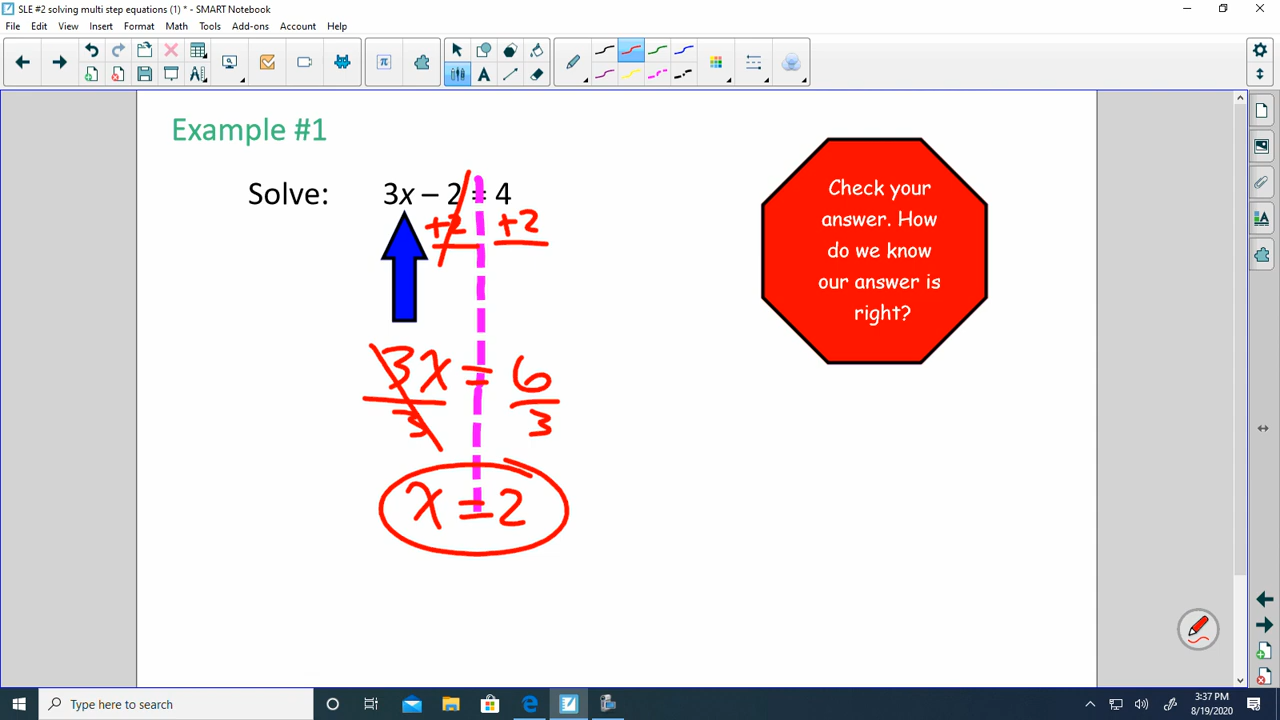 SLE #2 solving multi step equations (1) * - SMART Notebook
File Edit View Insert Format Math Tools Add-ons Account Help
Example #1
Solve: 3x – 2 = 4
+2 +2
3x = 6
3 3
x = 2
Check your
answer. How
do we know
our answer is
right?
Type here to search
3:37 PM
8/19/2020